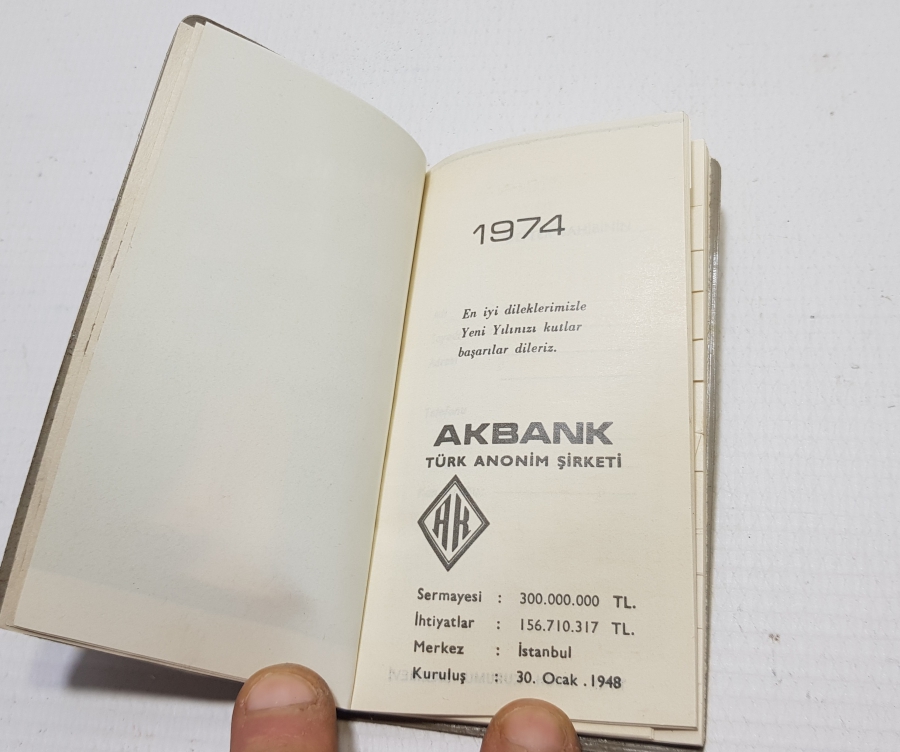 1974
En iyi dileklerimizle
Yeni Yılınızı kutlar
başarılar dileriz.
AKBANK
TÜRK ANONİM ŞİRKETİ
AK
Sermayesi : 300.000.000 TL.
İhtiyatlar : 156.710.317 TL.
Merkez : İstanbul
Kuruluş : 30. Ocak .1948